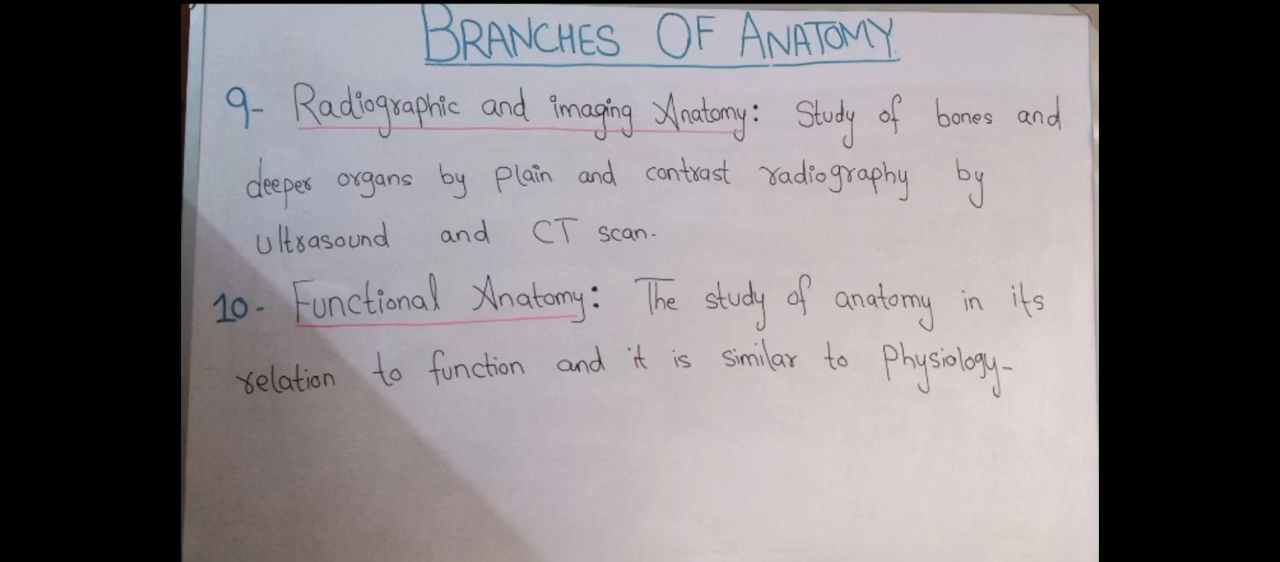 BRANCHES OF ANATOMY
9- Radiographic and imaging Anatomy: Study of bones and
deeper organs by plain and contrast radiography by
ultrasound and CT scan.
10- Functional Anatomy: The study of anatomy in its
relation to function and it is similar to Physiology-